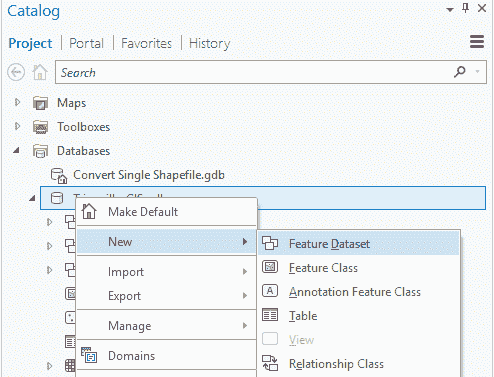 Catalog
Project Portal Favorites History
Search
Maps
Toolboxes
Databases
Convert Single Shapefile.gdb
Make Default
New
Import
Export
Manage
Domains
Feature Dataset
Feature Class
Annotation Feature Class
Table
View
Relationship Class